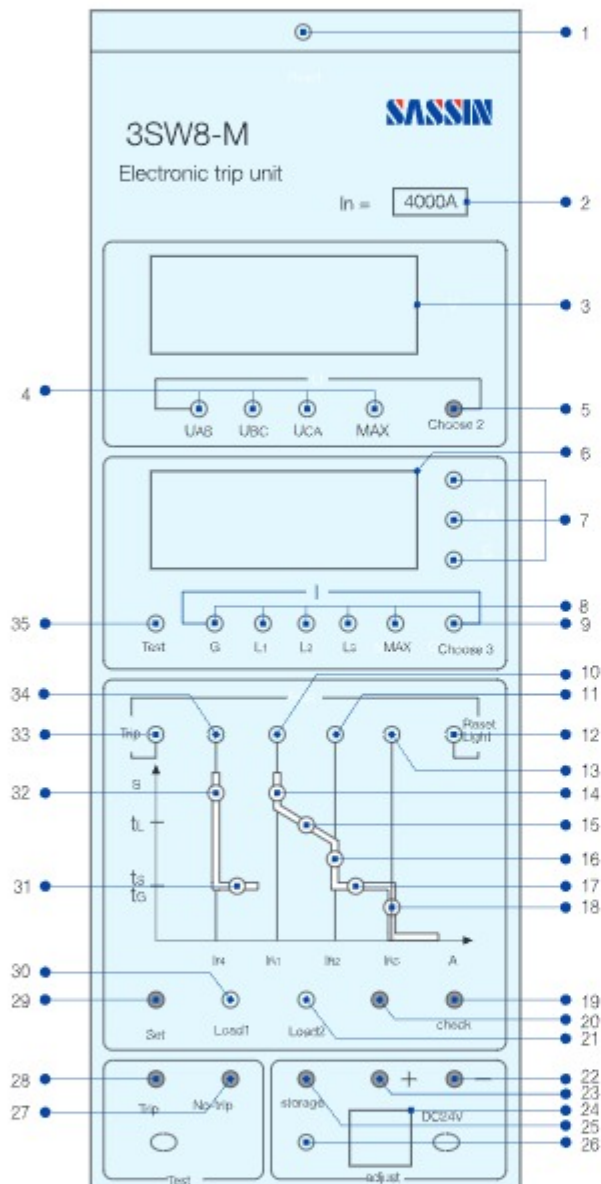 1
SASSIN
3SW8-M
Electronic trip unit
In = 4000A 2
3
4 5
UAB UBC UCA MAX Choose 2
6
7
I
8
35 9
Test G L1 L2 L3 MAX Choose 3
10
34 11
33 Trip Reset Light 12
13
s
32 14
tL 15
16
ts
31 17
tG
18
IR4 IR1 IR2 IR3 A
30
29 19
20
Set Load1 Load2 check 21
28 + − 22
27 23
Trip No-trip storage DC24V 24
25
26
Test adjust